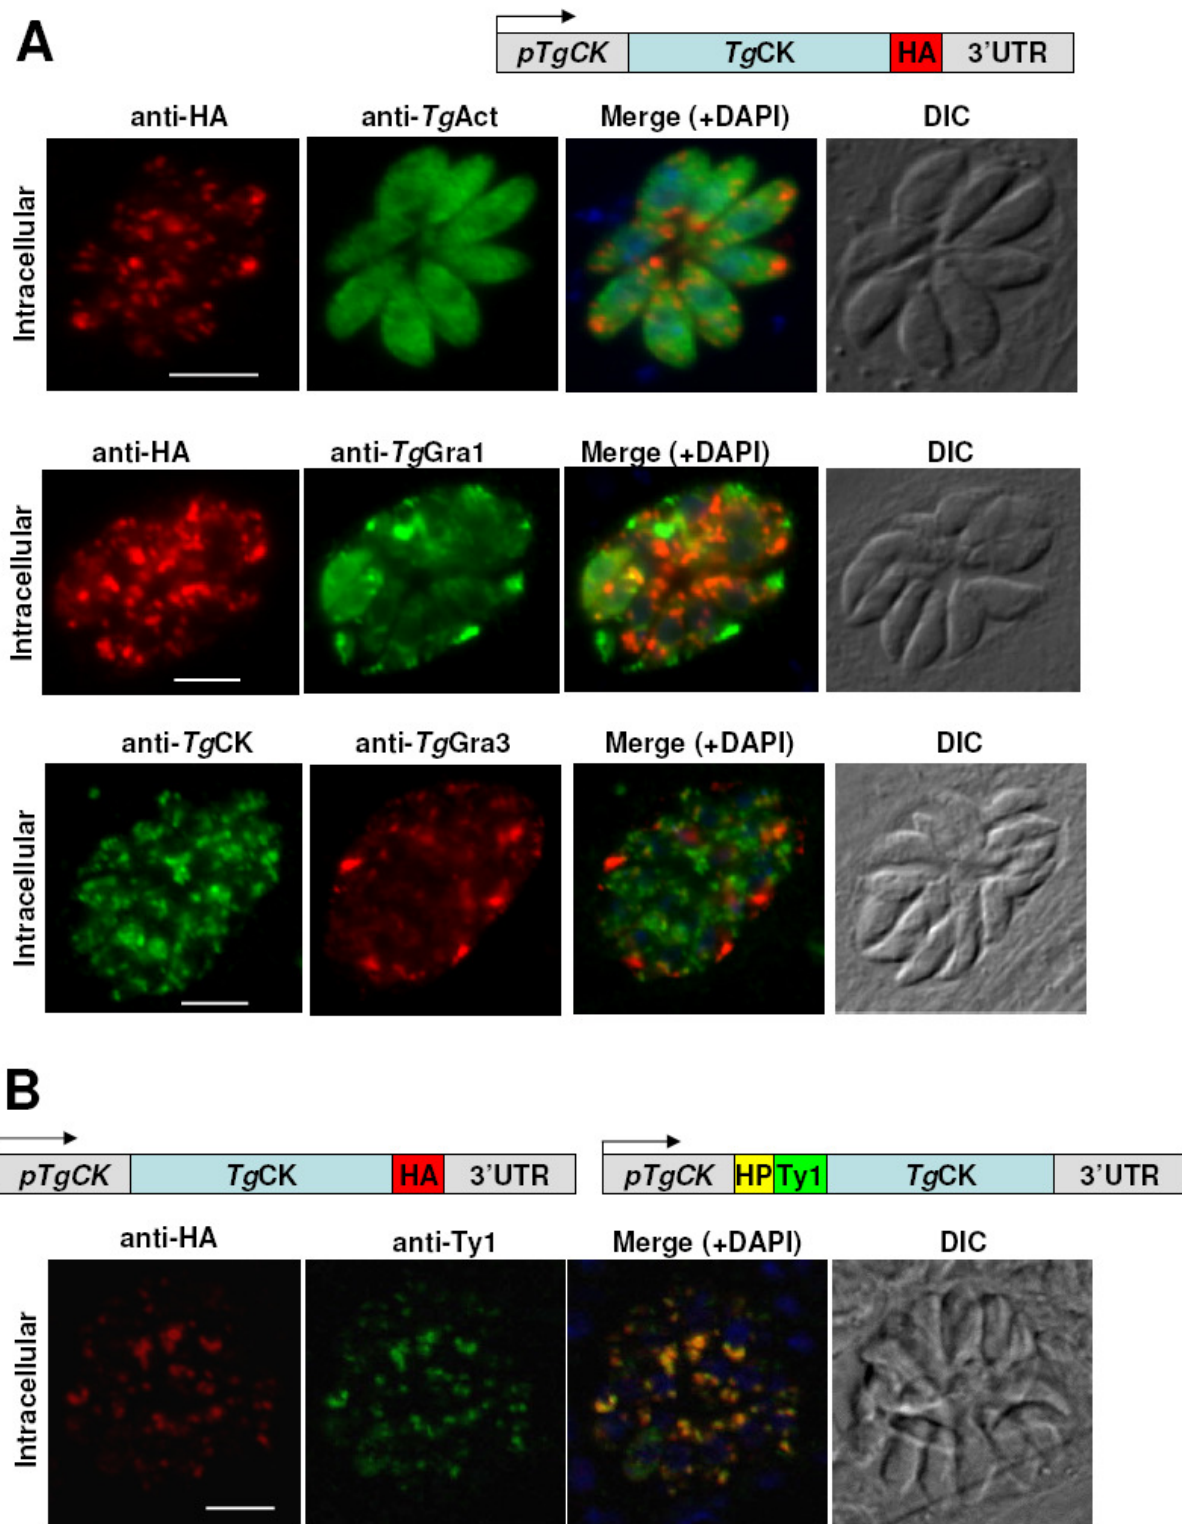 A
pTgCK TgCK HA 3'UTR
anti-HA anti-TgAct Merge (+DAPI) DIC
Intracellular
anti-HA anti-TgGra1 Merge (+DAPI) DIC
Intracellular
anti-TgCK anti-TgGra3 Merge (+DAPI) DIC
Intracellular
B
pTgCK TgCK HA 3'UTR pTgCK HP Ty1 TgCK 3'UTR
anti-HA anti-Ty1 Merge (+DAPI) DIC
Intracellular